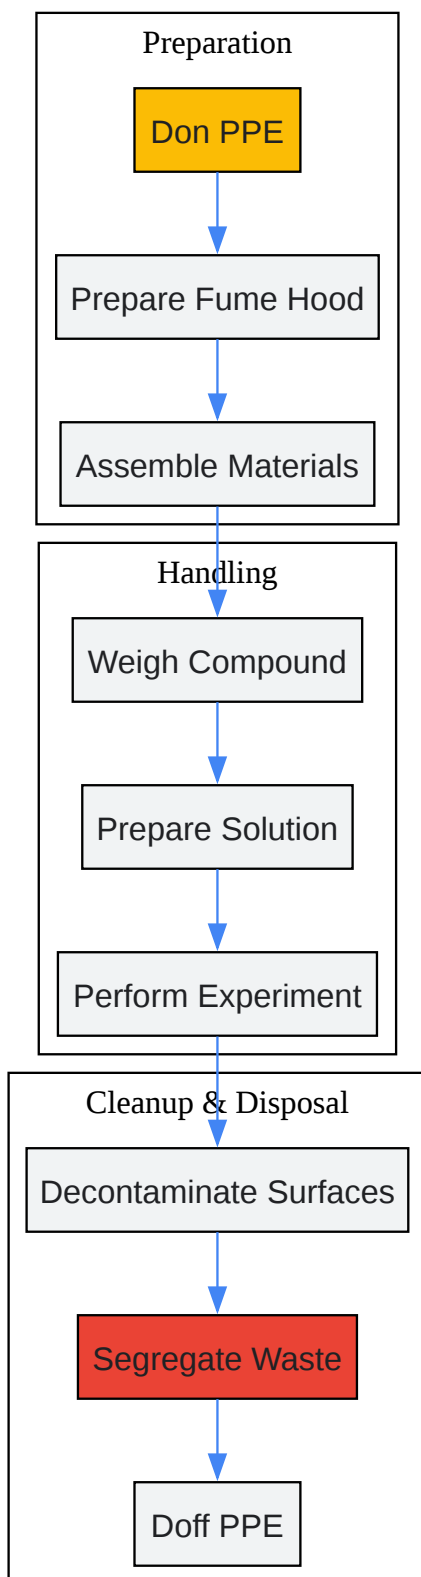 Preparation
Don PPE
Prepare Fume Hood
Assemble Materials
Handling
Weigh Compound
Prepare Solution
Perform Experiment
Cleanup & Disposal
Decontaminate Surfaces
Segregate Waste
Doff PPE